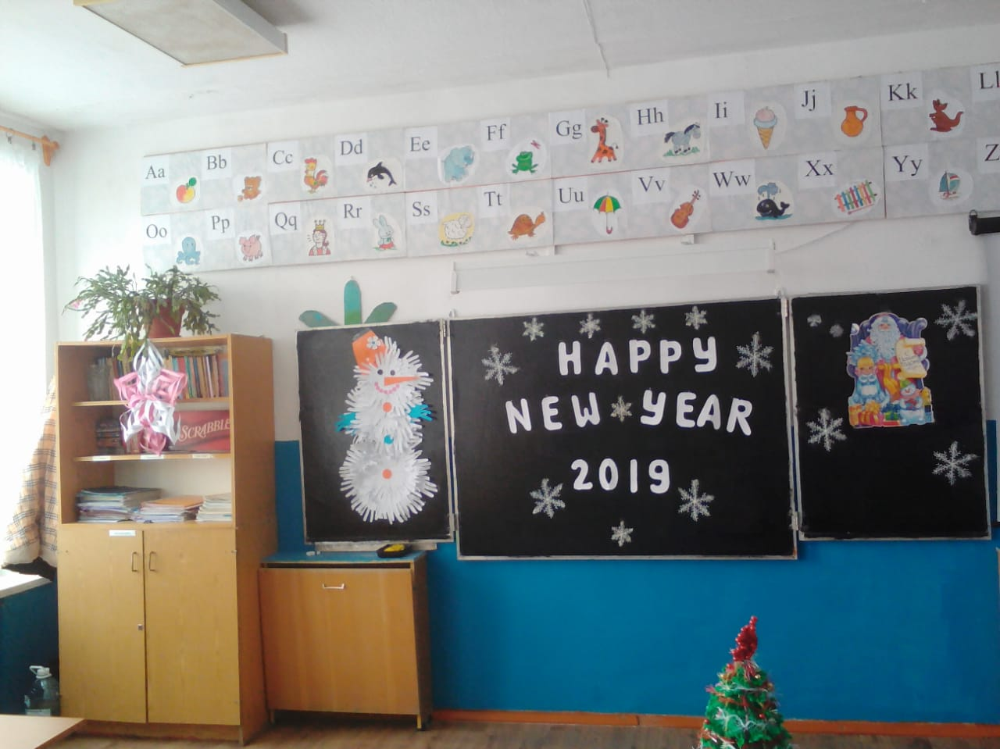 Aa Bb Cc Dd Ee Ff Gg Hh Ii Jj Kk Ll
Oo Pp Qq Rr Ss Tt Uu Vv Ww Xx Yy Z
HAPPY
NEW YEAR
2019
SCRABBLE